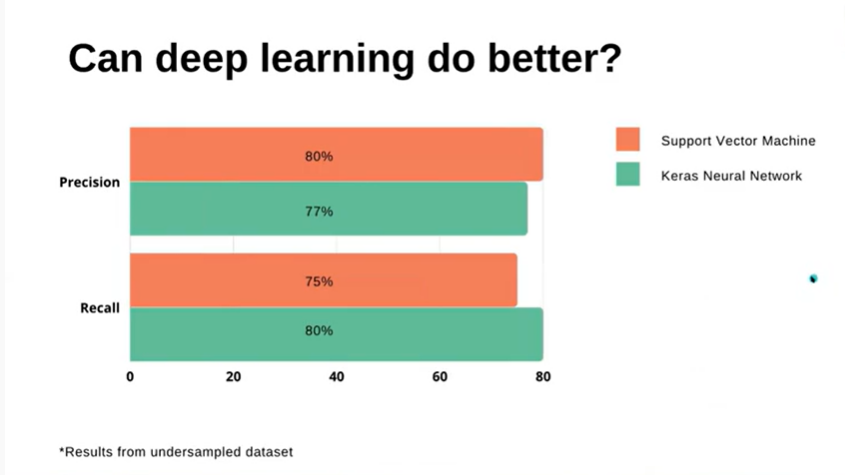 Can deep learning do better?
Support Vector Machine
Keras Neural Network
Precision
80%
77%
Recall
75%
80%
0 20 40 60 80
*Results from undersampled dataset